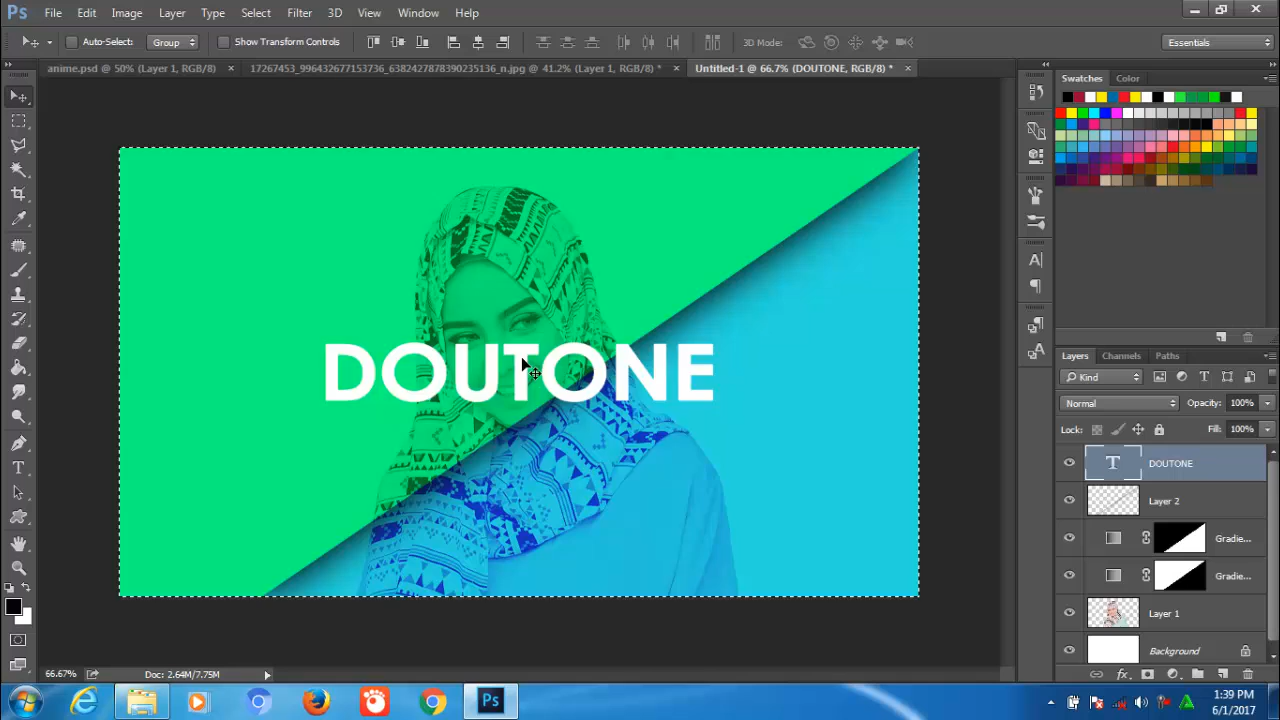 Ps File Edit Image Layer Type Select Filter 3D View Window Help
Auto-Select: Group Show Transform Controls 3D Mode: Essentials
anime.psd @ 50% (Layer 1, RGB/8) × 17267453_996432677153736_6382427878390235136_n.jpg @ 41.2% (Layer 1, RGB/8) * × Untitled-1 @ 66.7% (DOUTONE, RGB/8) * ×
Swatches Color
DOUTONE
Layers Channels Paths
Kind
Normal Opacity: 100%
Lock: Fill: 100%
T DOUTONE
Layer 2
Gradie...
Gradie...
Layer 1
Background
66.67% Doc: 2.64M/7.75M
Ps
1:39 PM
6/1/2017